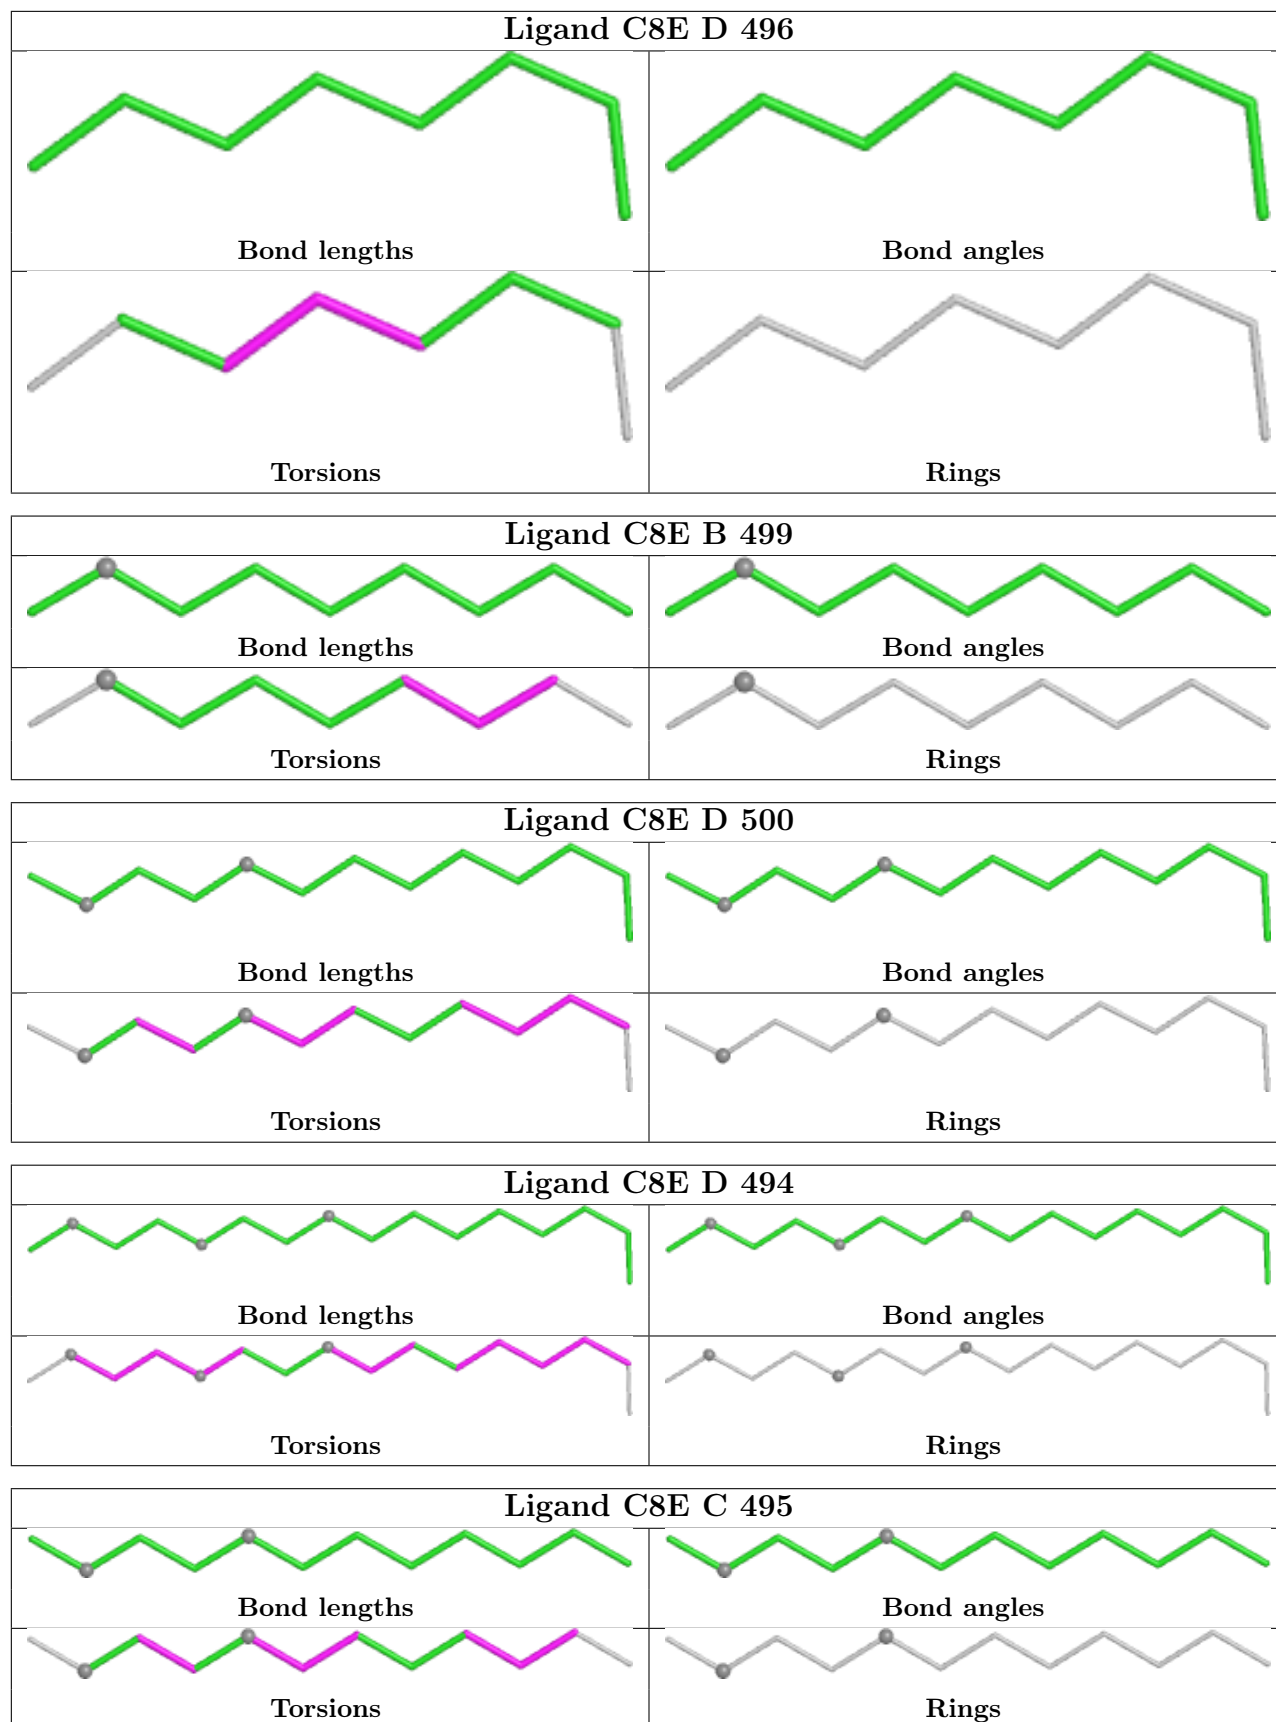 Ligand C8E D 496
Bond lengths Bond angles
Torsions Rings
Ligand C8E B 499
Bond lengths Bond angles
Torsions Rings
Ligand C8E D 500
Bond lengths Bond angles
Torsions Rings
Ligand C8E D 494
Bond lengths Bond angles
Torsions Rings
Ligand C8E C 495
Bond lengths Bond angles
Torsions Rings